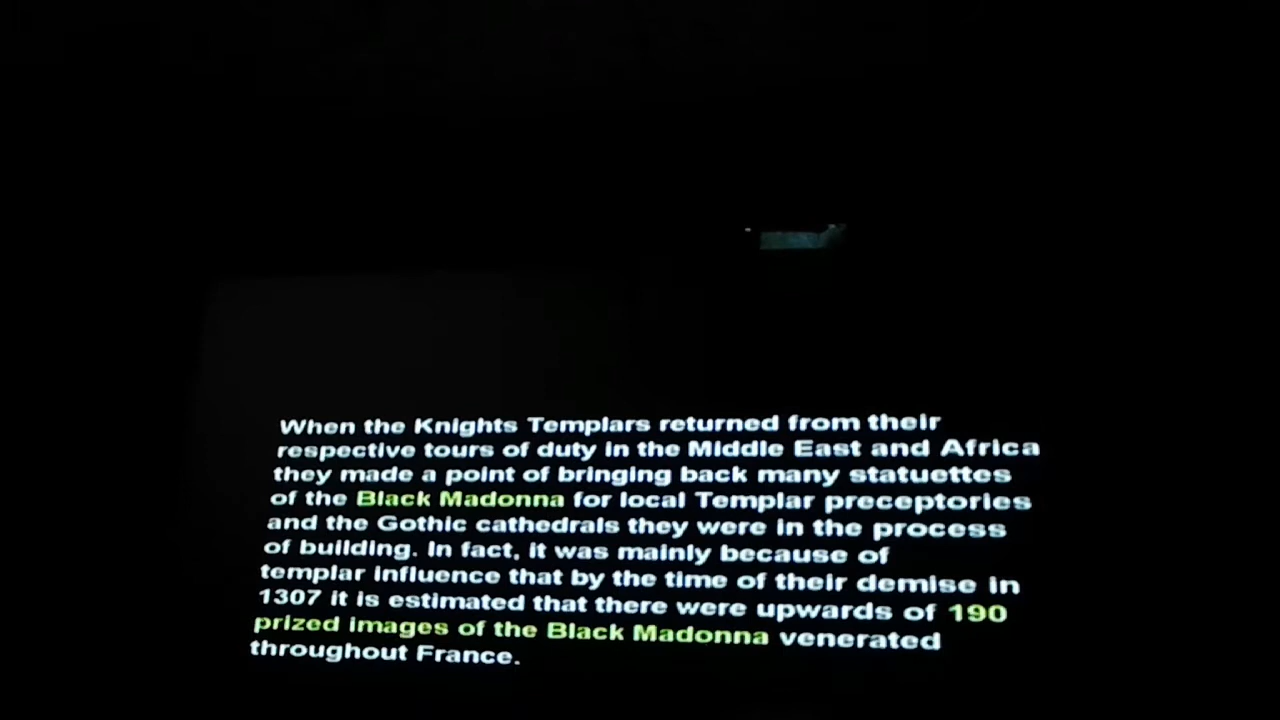 When the Knights Templars returned from their
respective tours of duty in the Middle East and Africa
they made a point of bringing back many statuettes
of the Black Madonna for local Templar preceptories
and the Gothic cathedrals they were in the process
of building. In fact, it was mainly because of
templar influence that by the time of their demise in
1307 it is estimated that there were upwards of 190
prized images of the Black Madonna venerated
throughout France.